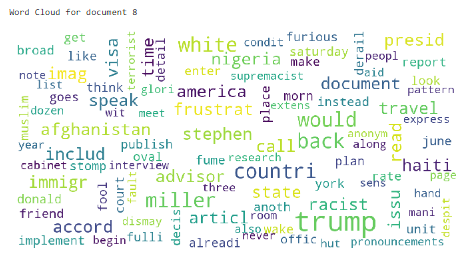 Word Cloud for document 8
get
furious
like
visa
time
detail
terrorist
white
nigeria
condit
saturday
derail
presid
broad
imag
enter
supremacist
make
peopl
report
note
list
think
glori
america
place
morn
aid
document
look
pattern
muslim
goes
speak
wit
meet
frustrat
extens
instead
travel
dozen
afghanistan
stephen
would
back
anonym
read
express
year
publish
call
along
june
includ
stomp
oval
fume
research
countri
plan
rate
sens
haiti
cabinet
interview
advisor
three
state
york
page
immigr
fool
court
fault
donald
miller
anoth
racist
issu
hand
despit
friend
accord
dismay
decis
articl
room
trump
mani
also
wake
unit
implement
begin
fulli
alreadi
never
offic
hut
pronouncements